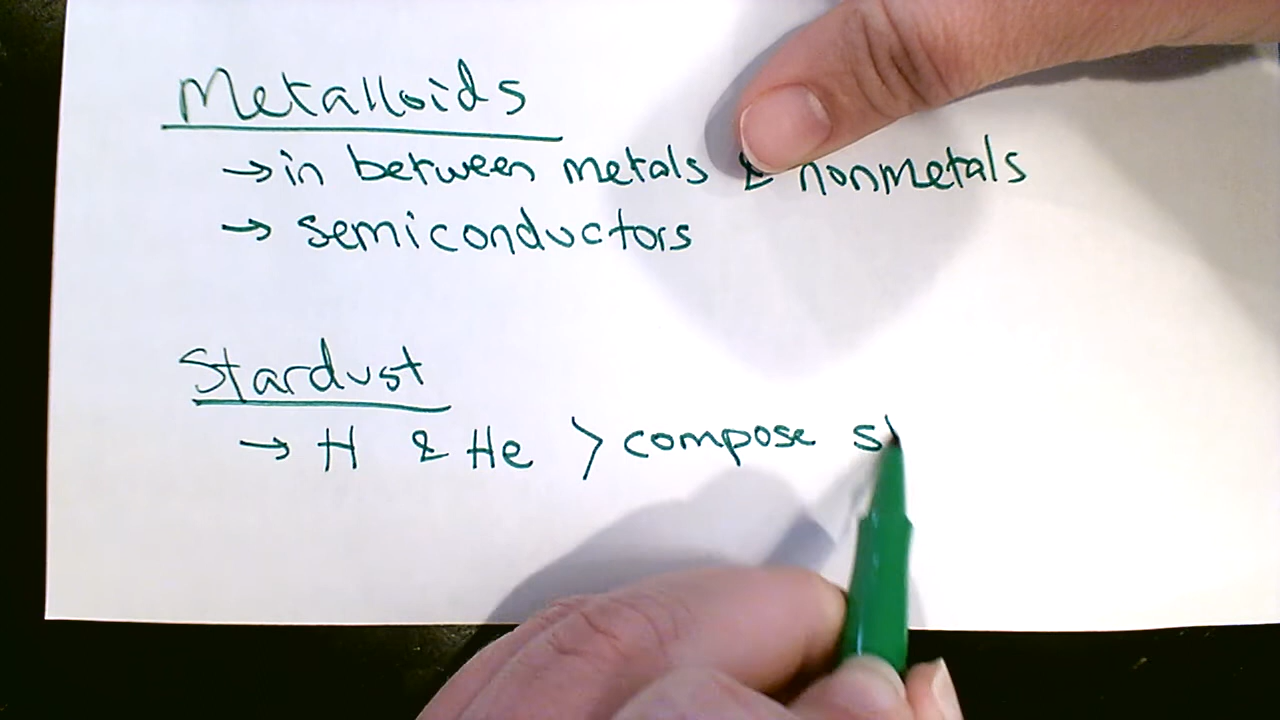 Metalloids
→ in between metals & nonmetals
→ semiconductors
Stardust
→ H & He > compose